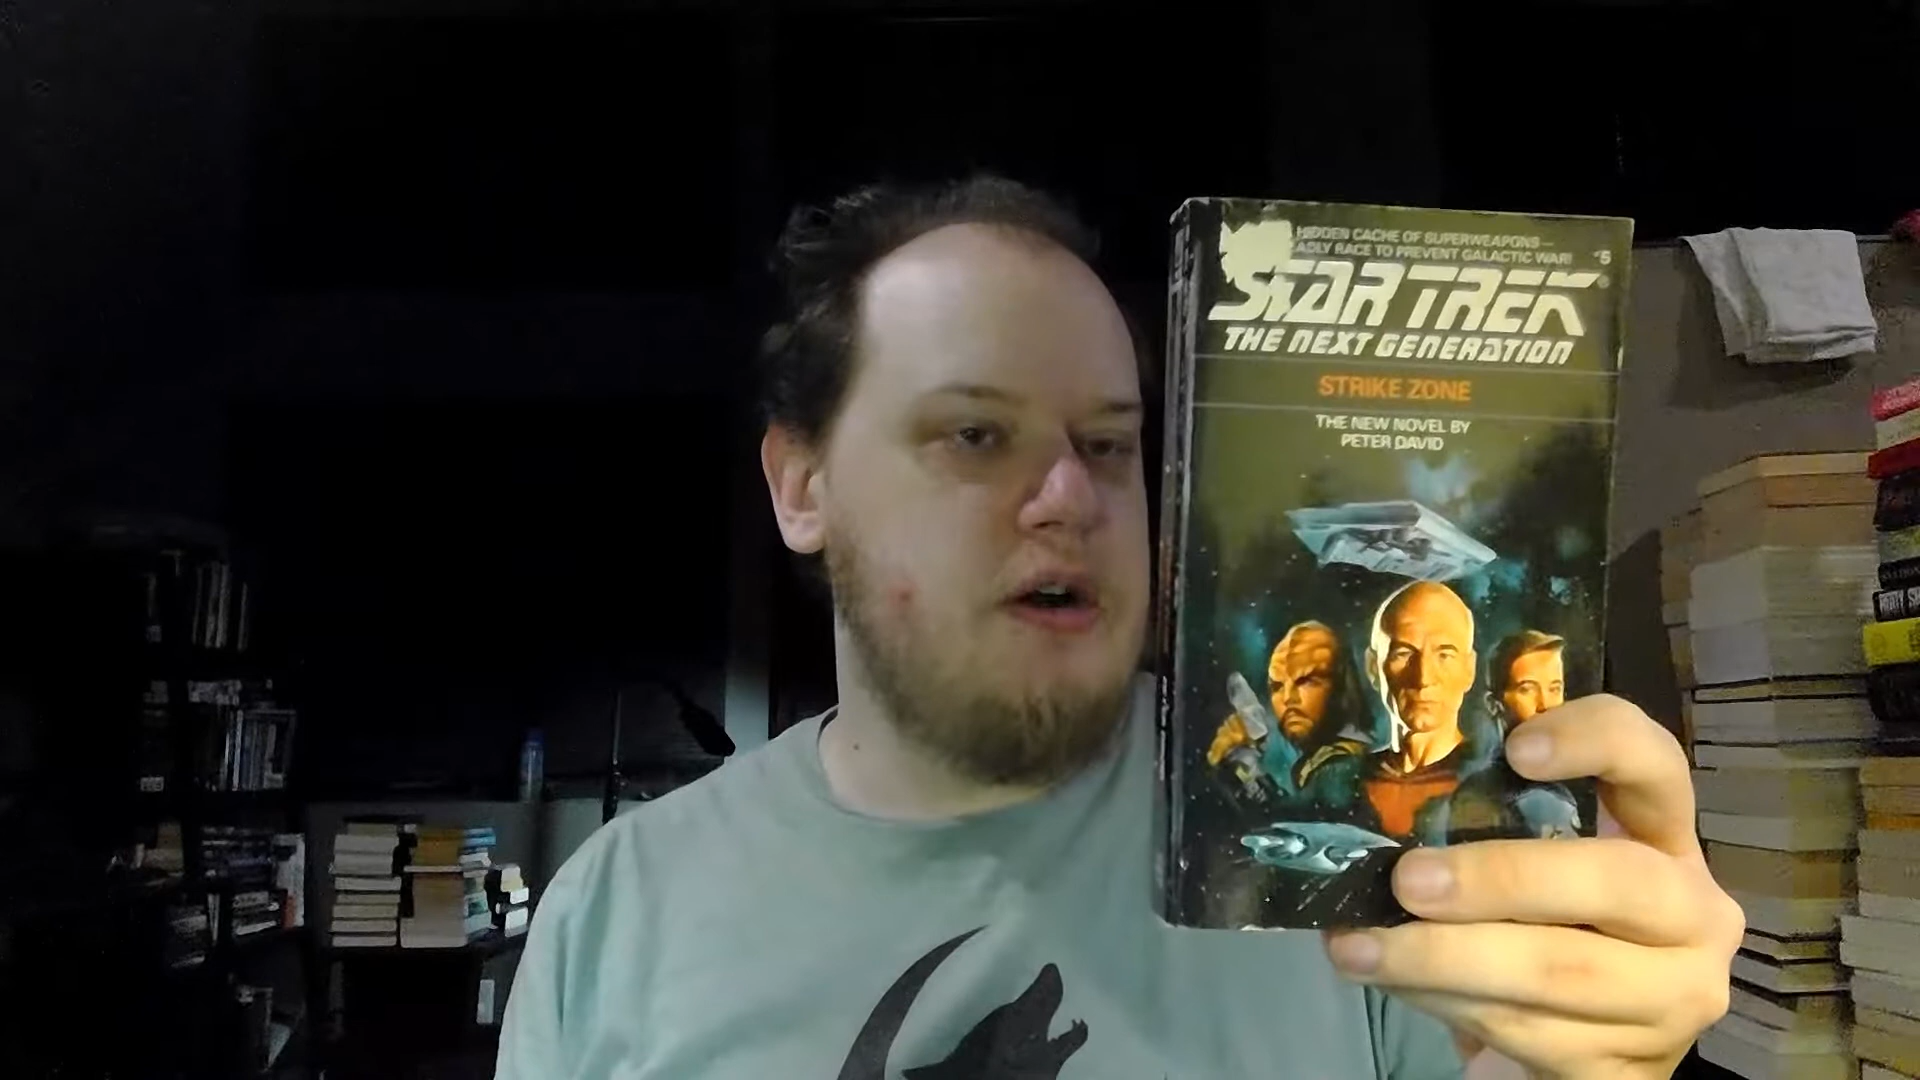 HIDDEN CACHE OF SUPERWEAPONS—
RACE TO PREVENT GALACTIC WAR!
#5
STAR TREK®
THE NEXT GENERATION
STRIKE ZONE
THE NEW NOVEL BY
PETER DAVID